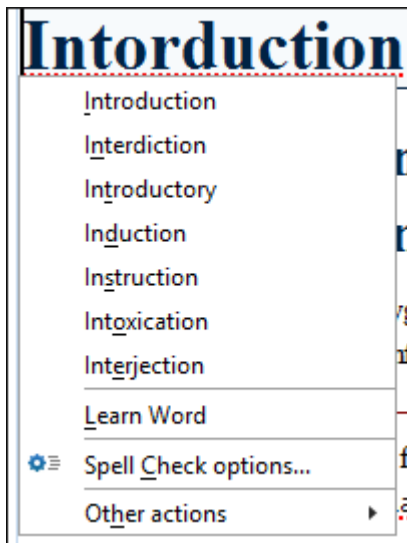 Intorduction
Introduction
Interdiction
Introductory
Induction
Instruction
Intoxication
Interjection
Learn Word
Spell Check options...
Other actions